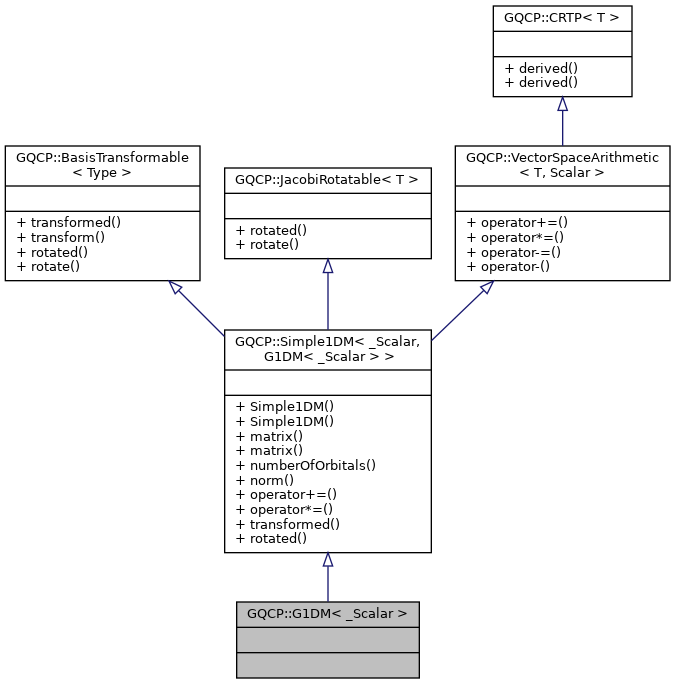 GQCP::CRTP< T >
+ derived()
+ derived()
GQCP::BasisTransformable
< Type >
+ transformed()
+ transform()
+ rotated()
+ rotate()
GQCP::JacobiRotatable< T >
+ rotated()
+ rotate()
GQCP::VectorSpaceArithmetic
< T, Scalar >
+ operator+=()
+ operator*=()
+ operator-=()
+ operator-()
GQCP::Simple1DM< _Scalar,
G1DM< _Scalar > >
+ Simple1DM()
+ Simple1DM()
+ matrix()
+ matrix()
+ numberOfOrbitals()
+ norm()
+ operator+=()
+ operator*=()
+ transformed()
+ rotated()
GQCP::G1DM< _Scalar >